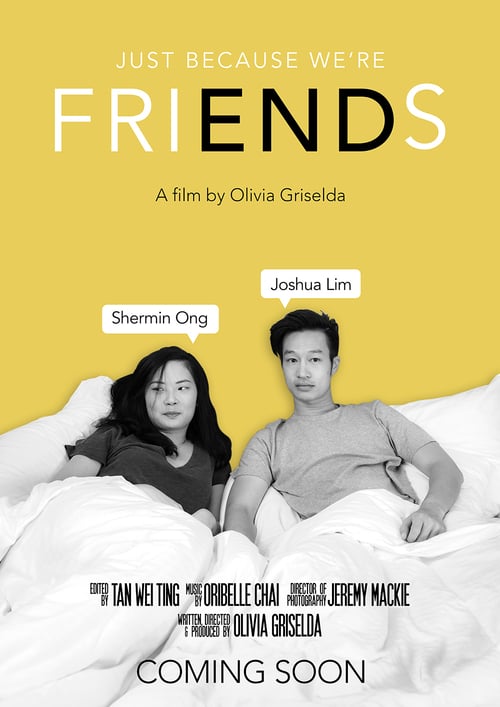 JUST BECAUSE WE'RE
FRIENDS
A film by Olivia Griselda
Joshua Lim
Shermin Ong
EDITED BY TAN WEI TING MUSIC BY ORIBELLE CHAI DIRECTOR OF PHOTOGRAPHY JEREMY MACKIE
WRITTEN, DIRECTED & PRODUCED BY OLIVIA GRISELDA
COMING SOON